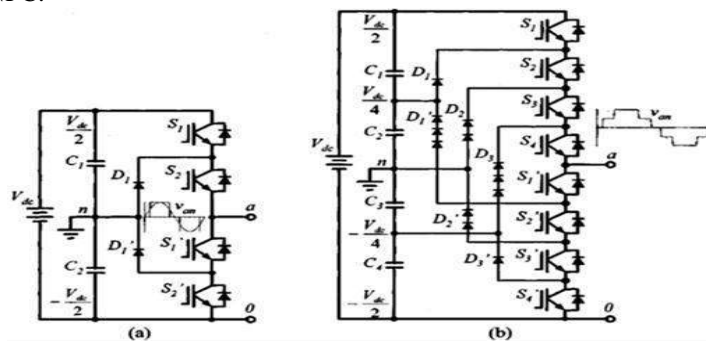 V_dc/2
S_1
S_2
D_1
C_1
V_dc
n
v_an
a
S_1'
D_1'
C_2
S_2'
-V_dc/2
0
(a)
V_dc/2
S_1
S_2
D_1
C_1
S_3
V_dc/4
D_1'
D_2
S_4
C_2
D_3
V_dc
n
a
v_an
S_1'
C_3
D_2'
S_2'
-V_dc/4
D_3'
S_3'
C_4
S_4'
-V_dc/2
0
(b)